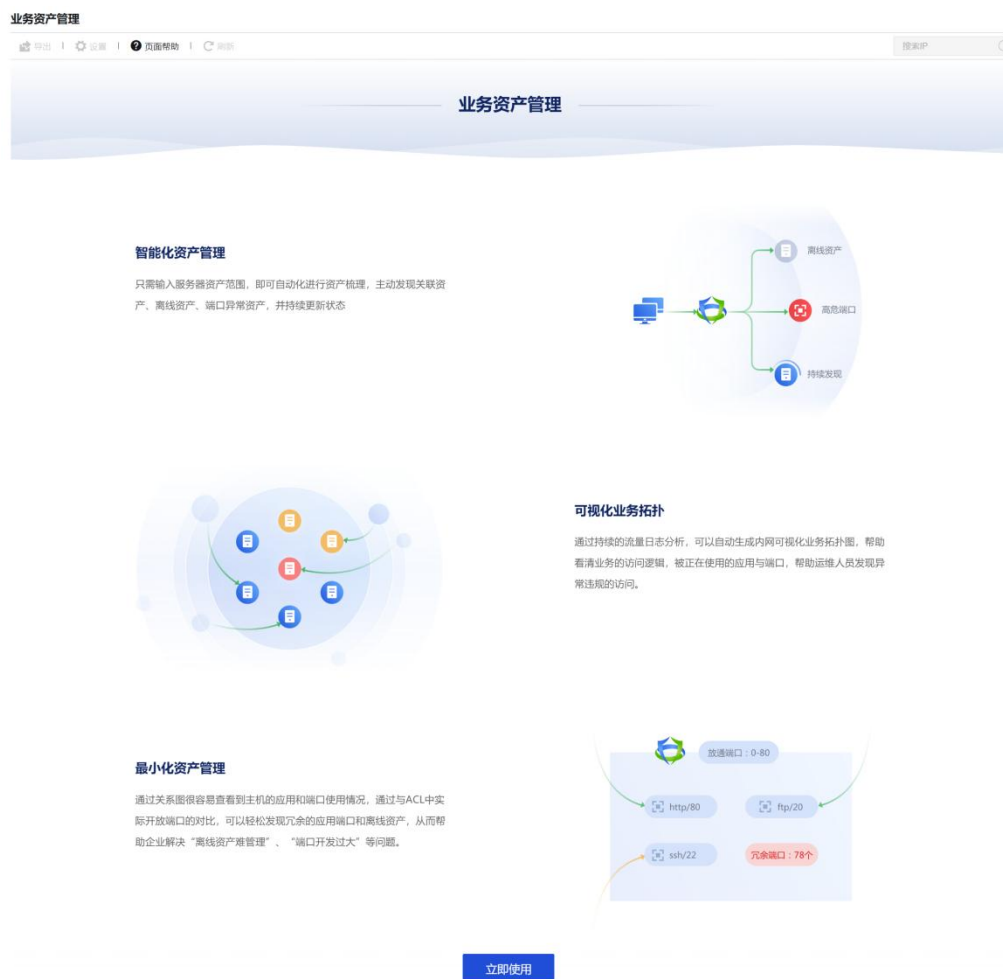 业务资产管理
导出 设置 页面帮助 刷新 搜索IP
业务资产管理
智能化资产管理
只需输入服务器资产范围，即可自动化进行资产梳理，主动发现关联资
产、离线资产、端口异常资产，并持续更新状态
离线资产
高危端口
持续发现
可视化业务拓扑
通过持续的流量日志分析，可以自动生成内网可视化业务拓扑图，帮助
看清业务的访问逻辑，被正在使用的应用与端口，帮助运维人员发现异
常违规的访问。
最小化资产管理
通过关系图很容易查看到主机的应用和端口使用情况，通过与ACL中实
际开放端口的对比，可以轻松发现冗余的应用端口和离线资产，从而帮
助企业解决“离线资产难管理”、“端口开发过大”等问题。
放通端口：0-80
http/80 ftp/20
ssh/22 冗余端口：78个
立即使用